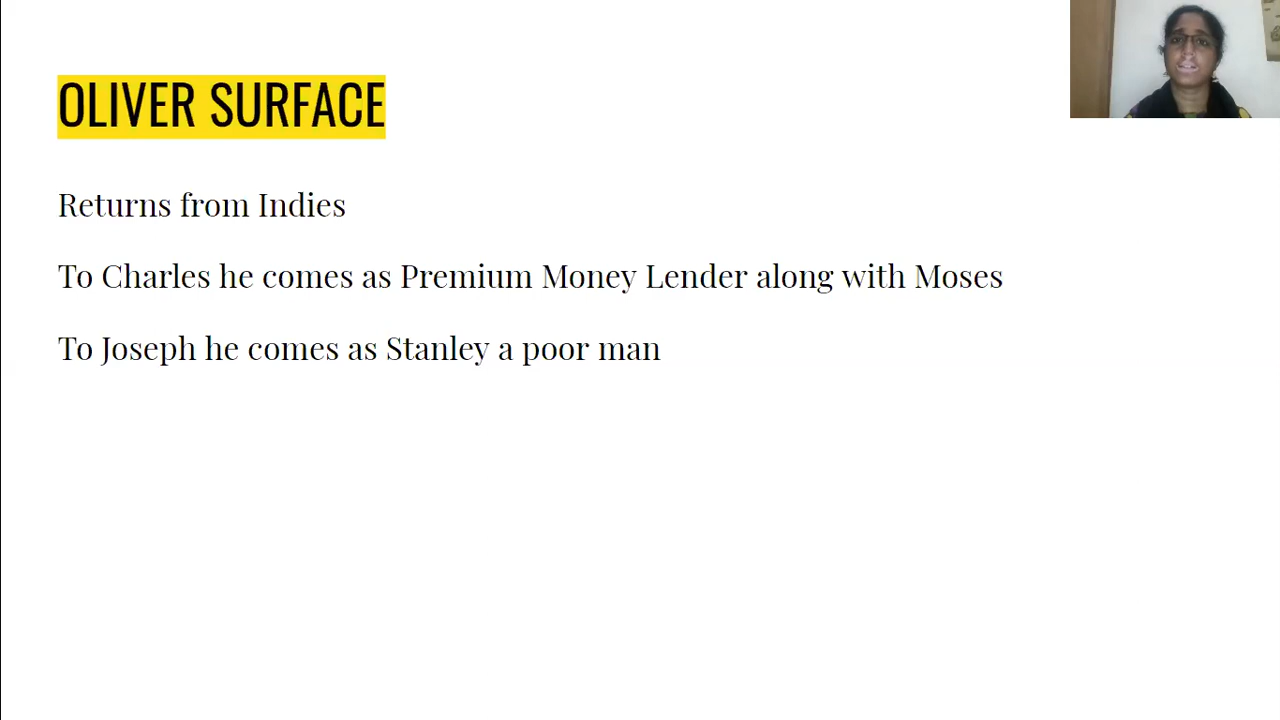 OLIVER SURFACE
Returns from Indies
To Charles he comes as Premium Money Lender along with Moses
To Joseph he comes as Stanley a poor man